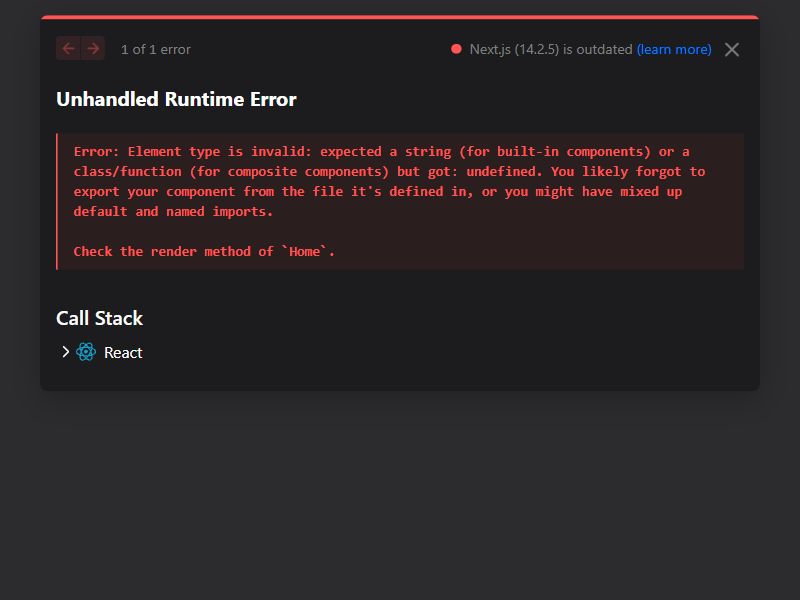 1 of 1 error
Next.js (14.2.5) is outdated (learn more)
Unhandled Runtime Error
Error: Element type is invalid: expected a string (for built-in components) or a
class/function (for composite components) but got: undefined. You likely forgot to
export your component from the file it's defined in, or you might have mixed up
default and named imports.
Check the render method of `Home`.
Call Stack
React